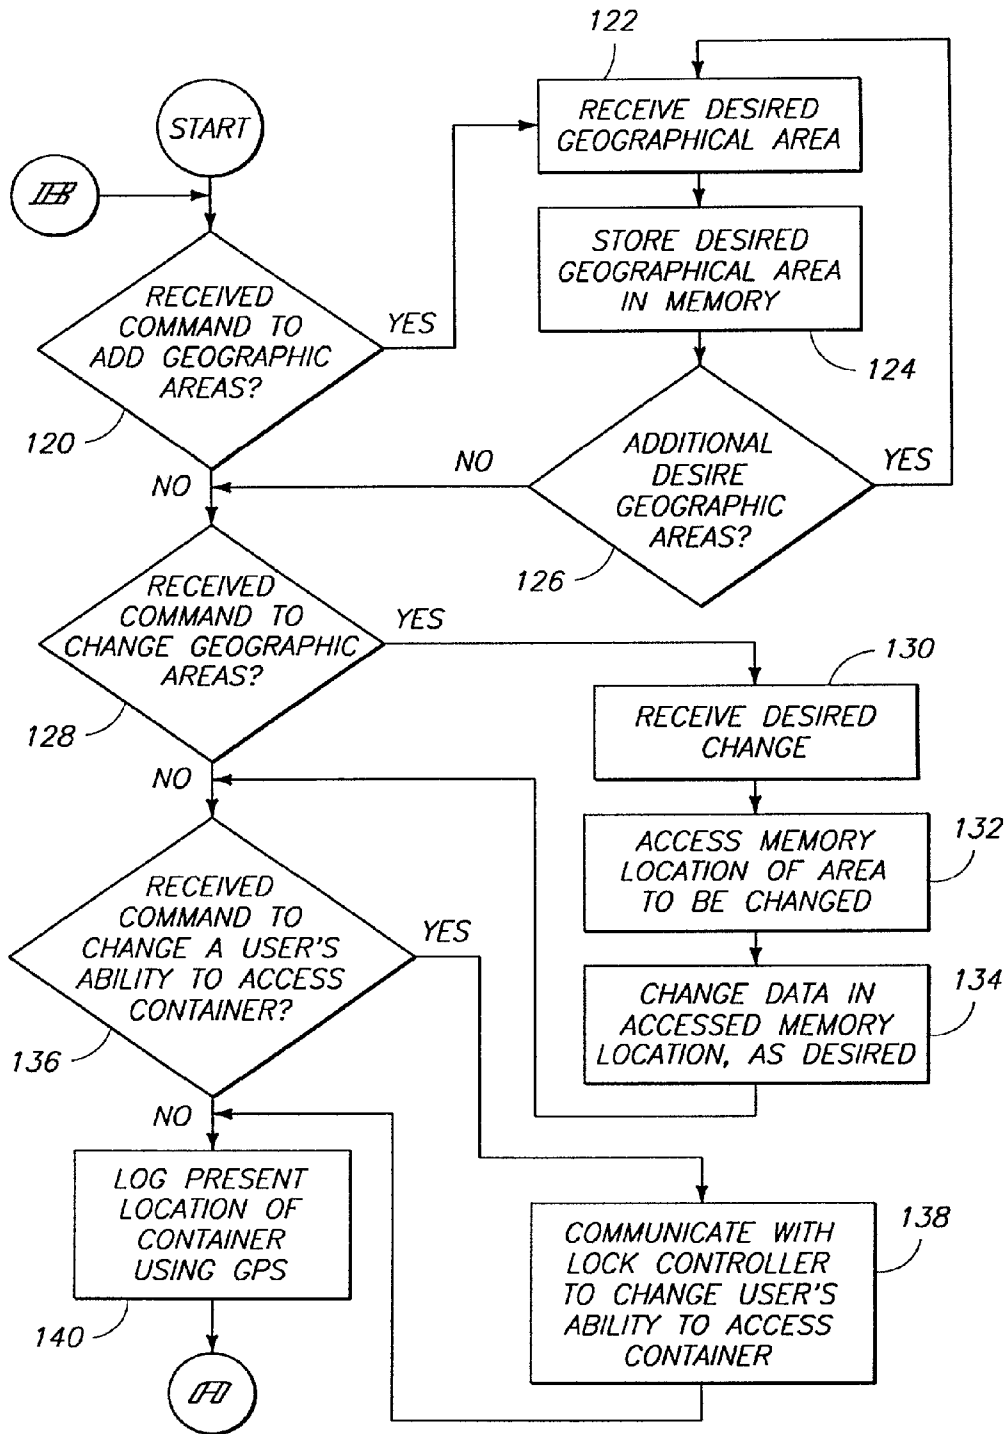 START
122
RECEIVE DESIRED
GEOGRAPHICAL AREA
STORE DESIRED
GEOGRAPHICAL AREA
IN MEMORY
124
RECEIVED
COMMAND TO
ADD GEOGRAPHIC
AREAS?
YES
120
NO
ADDITIONAL
DESIRE
GEOGRAPHIC
AREAS?
NO
YES
126
RECEIVED
COMMAND TO
CHANGE GEOGRAPHIC
AREAS?
YES
128
NO
130
RECEIVE DESIRED
CHANGE
ACCESS MEMORY
LOCATION OF AREA
TO BE CHANGED
132
CHANGE DATA IN
ACCESSED MEMORY
LOCATION, AS DESIRED
134
RECEIVED
COMMAND TO
CHANGE A USER'S
ABILITY TO ACCESS
CONTAINER?
YES
136
NO
LOG PRESENT
LOCATION OF
CONTAINER
USING GPS
140
COMMUNICATE WITH
LOCK CONTROLLER
TO CHANGE USER'S
ABILITY TO ACCESS
CONTAINER
138